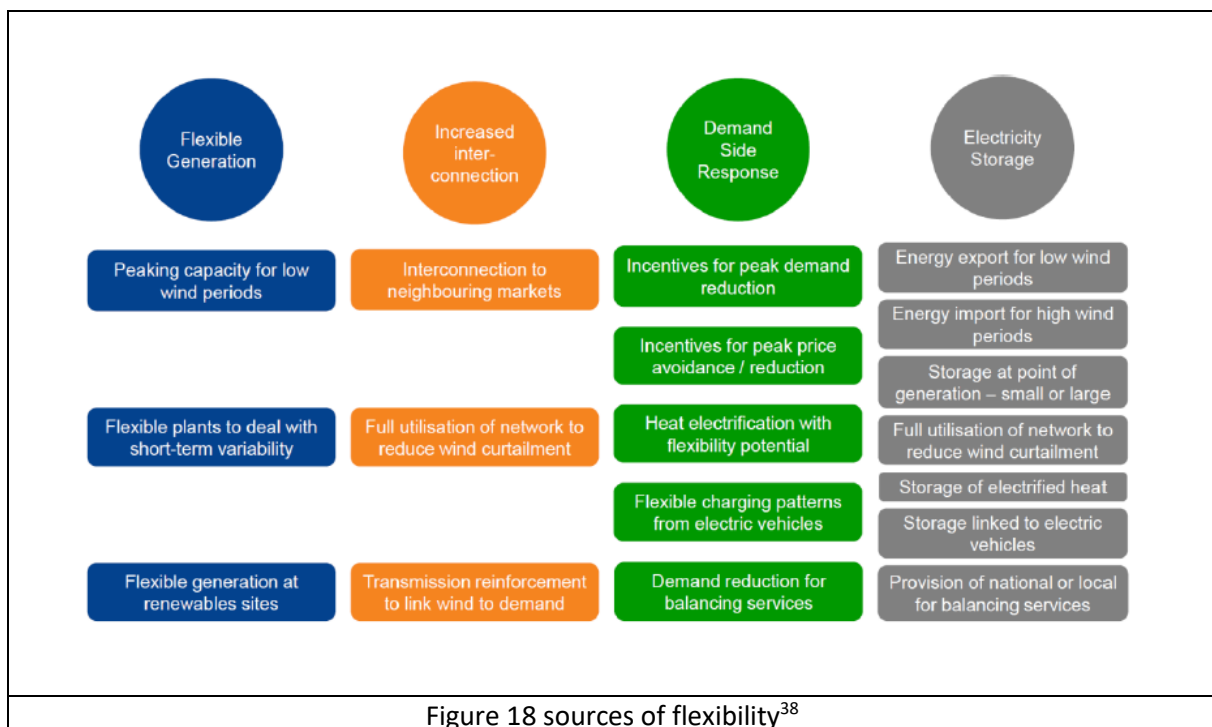 Flexible
Generation
Increased
inter-
connection
Demand
Side
Response
Electricity
Storage
Peaking capacity for low
wind periods
Flexible plants to deal with
short-term variability
Flexible generation at
renewables sites
Interconnection to
neighbouring markets
Full utilisation of network to
reduce wind curtailment
Transmission reinforcement
to link wind to demand
Incentives for peak demand
reduction
Incentives for peak price
avoidance / reduction
Heat electrification with
flexibility potential
Flexible charging patterns
from electric vehicles
Demand reduction for
balancing services
Energy export for low wind
periods
Energy import for high wind
periods
Storage at point of
generation – small or large
Full utilisation of network to
reduce wind curtailment
Storage of electrified heat
Storage linked to electric
vehicles
Provision of national or local
for balancing services
Figure 18 sources of flexibility38